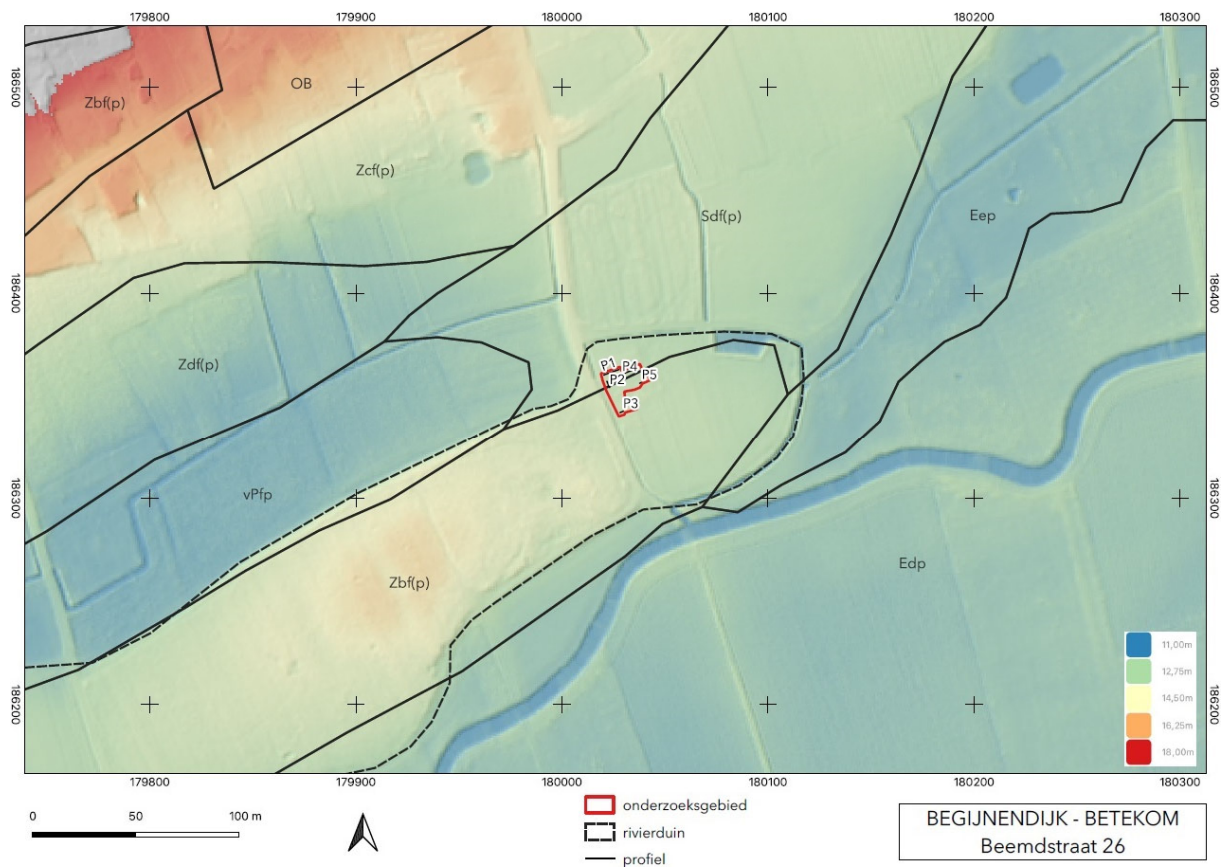 179800 179900 180000 180100 180200 180300
186500 186500
OB
Zbf(p)
Zcf(p)
Sdf(p)
Eep
186400 186400
Zdf(p)
P1
P4
P2
P5
P3
vPfp
186300 186300
Zbf(p)
Edp
11,00m
12,75m
14,50m
16,25m
18,00m
186200 186200
179800 179900 180000 180100 180200 180300
0 50 100 m
onderzoeksgebied
rivierduin
profiel
BEGIJNENDIJK - BETEKOM
Beemdstraat 26